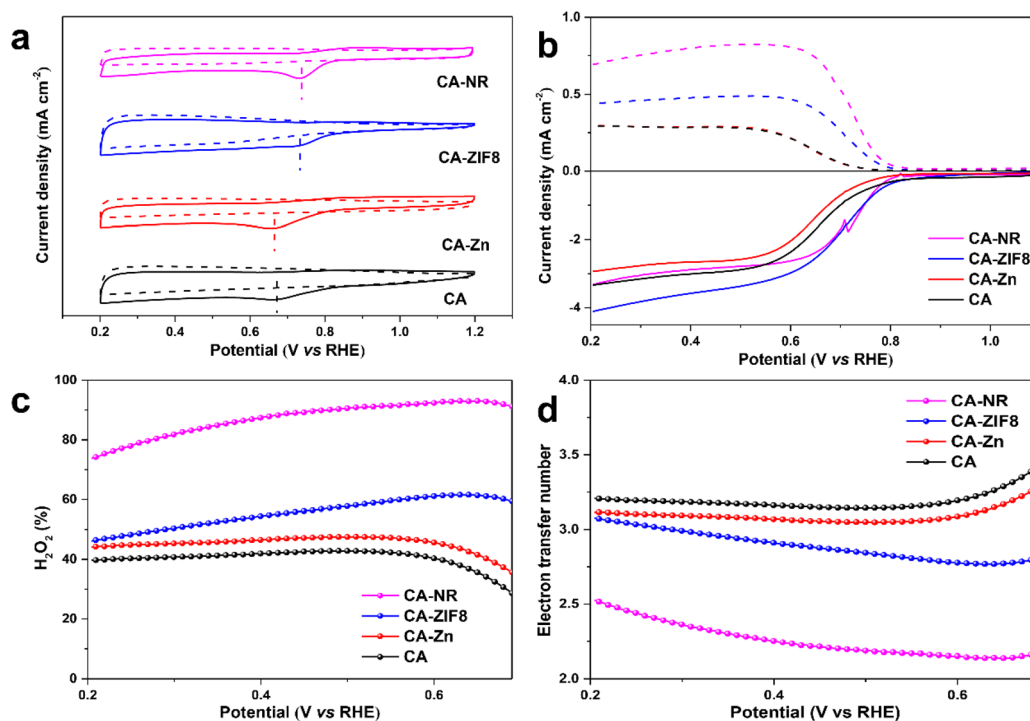 a
Current density (mA cm⁻²)
CA-NR
CA-ZIF8
CA-Zn
CA
0.2 0.4 0.6 0.8 1.0 1.2
Potential (V vs RHE)
b
Current density (mA cm⁻²)
1.0
0.5
0.0
-2
-4
CA-NR
CA-ZIF8
CA-Zn
CA
0.2 0.4 0.6 0.8 1.0
Potential (V vs RHE)
c
H₂O₂ (%)
100
80
60
40
20
0
CA-NR
CA-ZIF8
CA-Zn
CA
0.2 0.4 0.6
Potential (V vs RHE)
d
Electron transfer number
4.0
3.5
3.0
2.5
2.0
CA-NR
CA-ZIF8
CA-Zn
CA
0.2 0.4 0.6
Potential (V vs RHE)